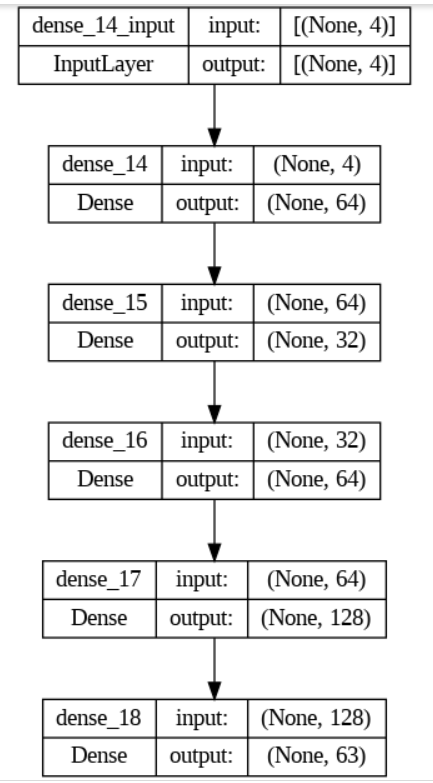 dense_14_input input: [(None, 4)]
InputLayer output: [(None, 4)]
dense_14 input: (None, 4)
Dense output: (None, 64)
dense_15 input: (None, 64)
Dense output: (None, 32)
dense_16 input: (None, 32)
Dense output: (None, 64)
dense_17 input: (None, 64)
Dense output: (None, 128)
dense_18 input: (None, 128)
Dense output: (None, 63)